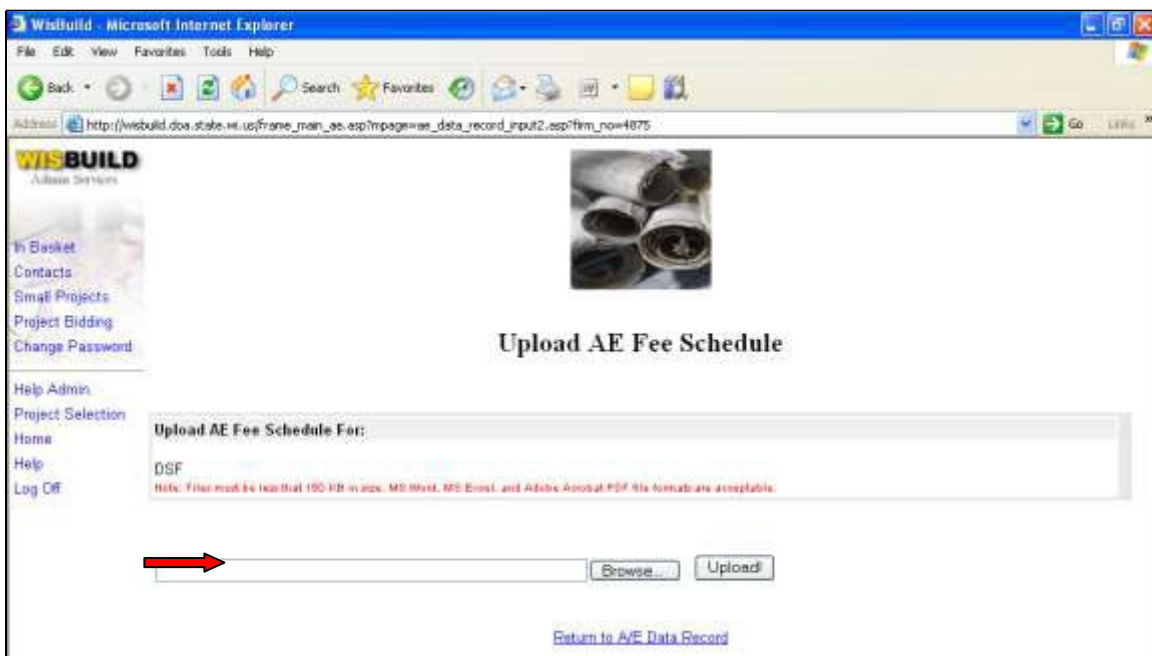 WisBuild - Microsoft Internet Explorer
File Edit View Favorites Tools Help
Back Search Favorites
Address http://wisbuild.doa.state.wi.us/frame_main_ae.asp?mpage=ae_data_record_input2.asp?firm_no=4875 Go Links »
WISBUILD
Admin Services
In Basket
Contacts
Small Projects
Project Bidding
Change Password
Help Admin
Project Selection
Home
Help
Log Off
Upload AE Fee Schedule
Upload AE Fee Schedule For:
DSF
Note: Files must be less that 150 KB in size. MS Word, MS Excel, and Adobe Acrobat PDF file formats are acceptable.
Browse... Upload!
Return to A/E Data Record